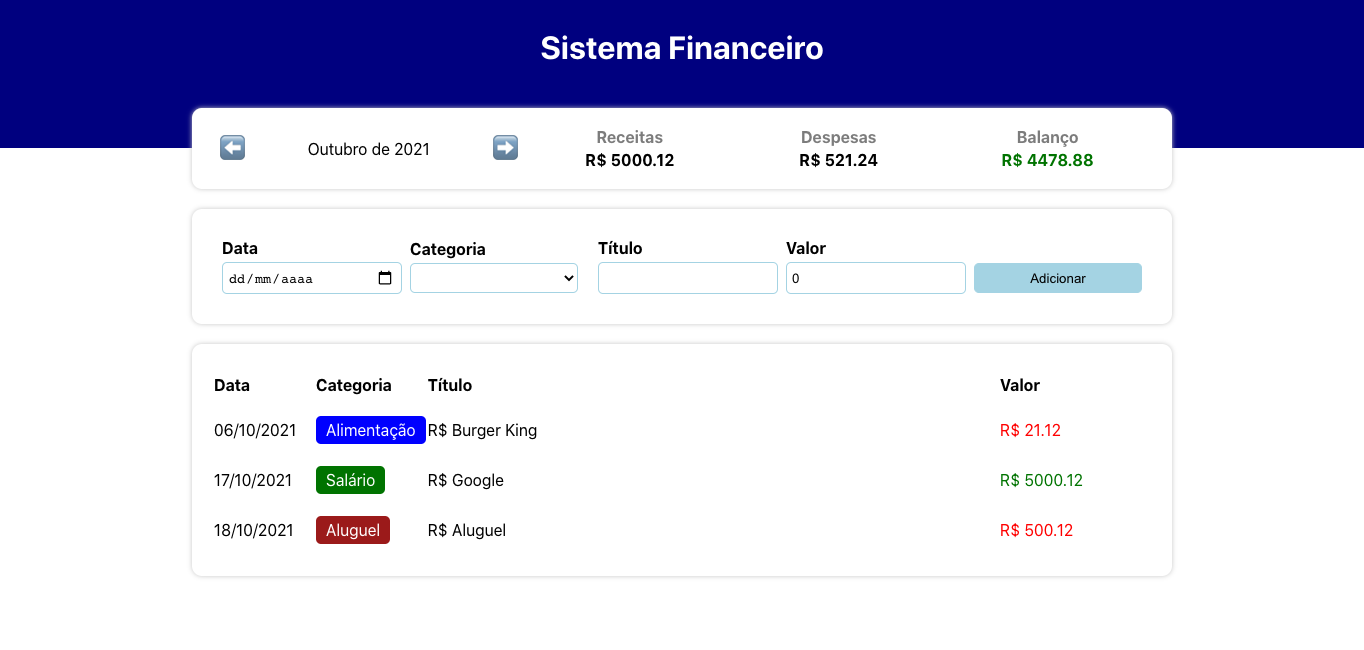 Sistema Financeiro
Outubro de 2021
Receitas
R$ 5000.12
Despesas
R$ 521.24
Balanço
R$ 4478.88
Data
Categoria
Título
Valor
dd/mm/aaaa
0
Adicionar
Data Categoria Título Valor
06/10/2021 Alimentação R$ Burger King R$ 21.12
17/10/2021 Salário R$ Google R$ 5000.12
18/10/2021 Aluguel R$ Aluguel R$ 500.12